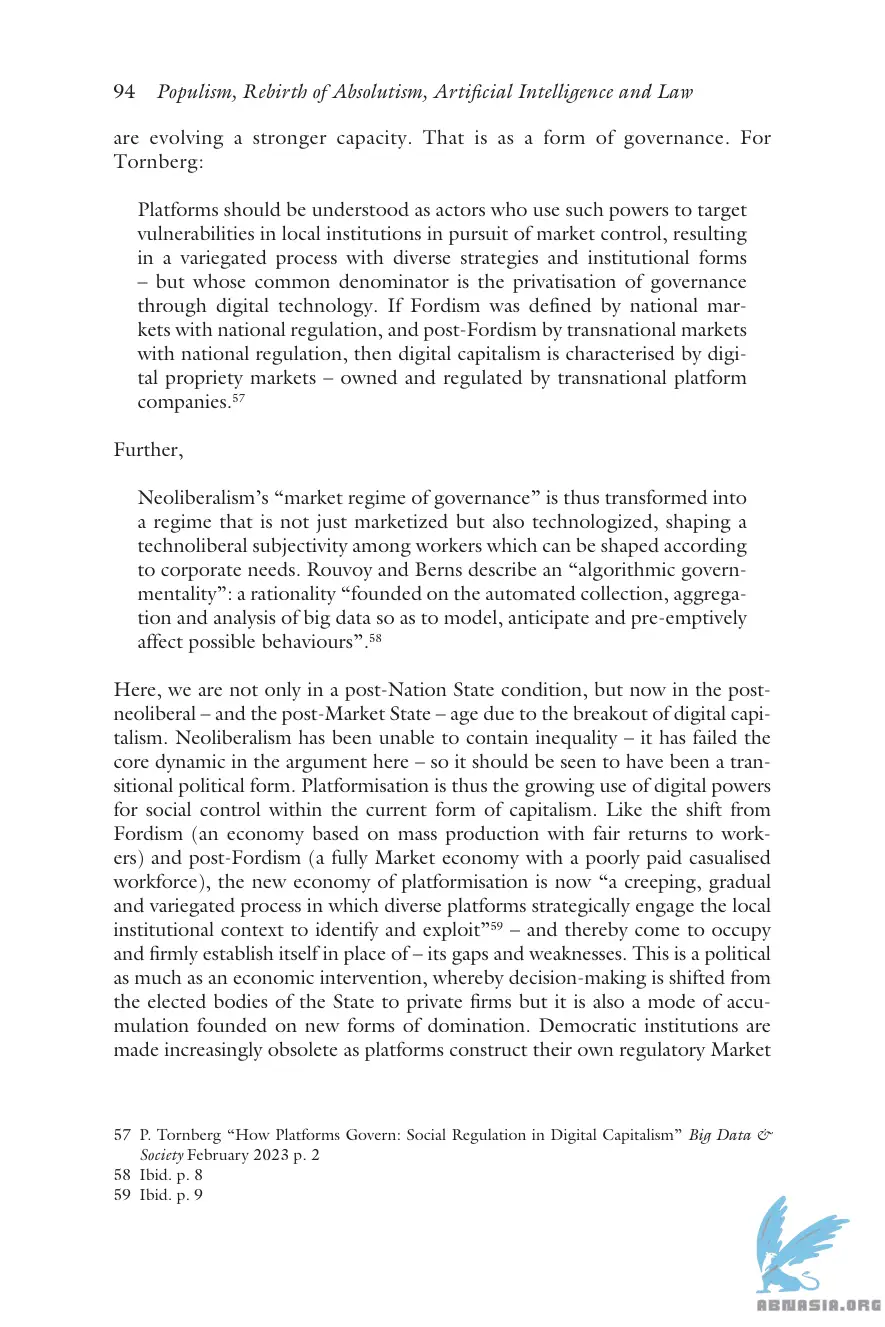 94 Populism, Rebirth of Absolutism, Artificial Intelligence and Law
are evolving a stronger capacity. That is as a form of governance. For
Tornberg:
Platforms should be understood as actors who use such powers to target
vulnerabilities in local institutions in pursuit of market control, resulting
in a variegated process with diverse strategies and institutional forms
– but whose common denominator is the privatisation of governance
through digital technology. If Fordism was defined by national mar-
kets with national regulation, and post-Fordism by transnational markets
with national regulation, then digital capitalism is characterised by digi-
tal propriety markets – owned and regulated by transnational platform
companies.57
Further,
Neoliberalism’s “market regime of governance” is thus transformed into
a regime that is not just marketized but also technologized, shaping a
technoliberal subjectivity among workers which can be shaped according
to corporate needs. Rouvoy and Berns describe an “algorithmic govern-
mentality”: a rationality “founded on the automated collection, aggrega-
tion and analysis of big data so as to model, anticipate and pre-emptively
affect possible behaviours”.58
Here, we are not only in a post-Nation State condition, but now in the post-
neoliberal – and the post-Market State – age due to the breakout of digital capi-
talism. Neoliberalism has been unable to contain inequality – it has failed the
core dynamic in the argument here – so it should be seen to have been a tran-
sitional political form. Platformisation is thus the growing use of digital powers
for social control within the current form of capitalism. Like the shift from
Fordism (an economy based on mass production with fair returns to work-
ers) and post-Fordism (a fully Market economy with a poorly paid casualised
workforce), the new economy of platformisation is now “a creeping, gradual
and variegated process in which diverse platforms strategically engage the local
institutional context to identify and exploit”59 – and thereby come to occupy
and firmly establish itself in place of – its gaps and weaknesses. This is a political
as much as an economic intervention, whereby decision-making is shifted from
the elected bodies of the State to private firms but it is also a mode of accu-
mulation founded on new forms of domination. Democratic institutions are
made increasingly obsolete as platforms construct their own regulatory Market
57 P. Tornberg “How Platforms Govern: Social Regulation in Digital Capitalism” Big Data &
Society February 2023 p. 2
58 Ibid. p. 8
59 Ibid. p. 9
ABNASIA.ORG